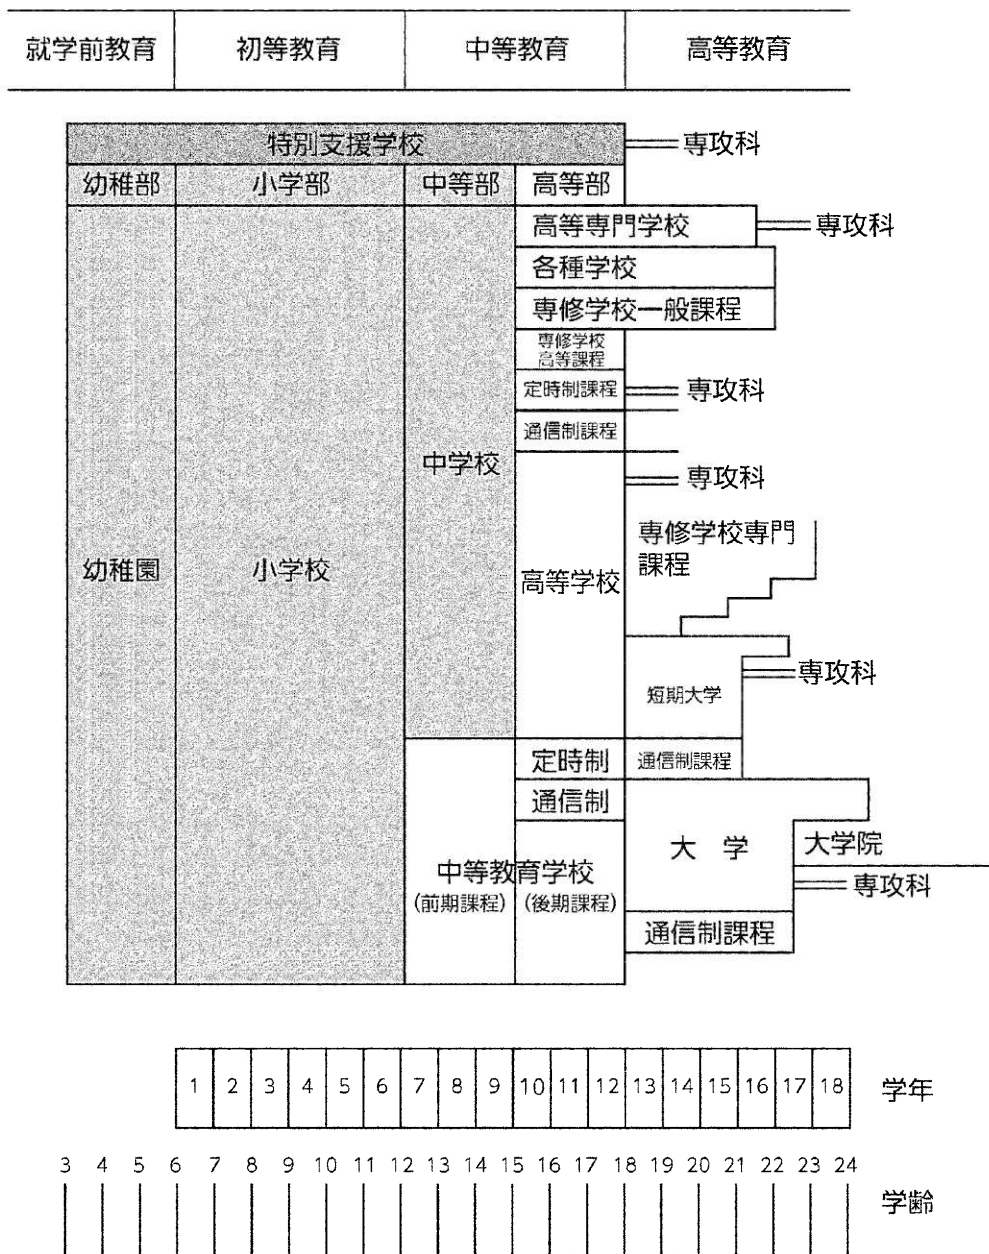 就学前教育 初等教育 中等教育 高等教育
特別支援学校 専攻科
幼稚部 小学部 中等部 高等部
高等専門学校 専攻科
各種学校
専修学校一般課程
専修学校
高等課程
定時制課程 専攻科
通信制課程
中学校 専攻科
専修学校専門
課程
幼稚園 小学校 高等学校
専攻科
短期大学
定時制 通信制課程
通信制
大 学 大学院
中等教育学校
(前期課程) (後期課程)
専攻科
通信制課程
1 2 3 4 5 6 7 8 9 10 11 12 13 14 15 16 17 18 学年
3 4 5 6 7 8 9 10 11 12 13 14 15 16 17 18 19 20 21 22 23 24
学齢